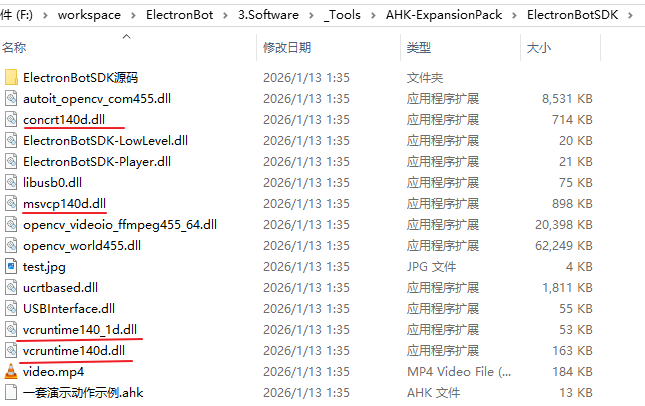 件 (F:) › workspace › ElectronBot › 3.Software › _Tools › AHK-ExpansionPack › ElectronBotSDK ›
名称 修改日期 类型 大小
ElectronBotSDK源码 2026/1/13 1:35 文件夹
autoit_opencv_com455.dll 2026/1/13 1:35 应用程序扩展 8,531 KB
concrt140d.dll 2026/1/13 1:35 应用程序扩展 714 KB
ElectronBotSDK-LowLevel.dll 2026/1/13 1:35 应用程序扩展 20 KB
ElectronBotSDK-Player.dll 2026/1/13 1:35 应用程序扩展 21 KB
libusb0.dll 2026/1/13 1:35 应用程序扩展 75 KB
msvcp140d.dll 2026/1/13 1:35 应用程序扩展 898 KB
opencv_videoio_ffmpeg455_64.dll 2026/1/13 1:35 应用程序扩展 20,398 KB
opencv_world455.dll 2026/1/13 1:35 应用程序扩展 62,249 KB
test.jpg 2026/1/13 1:35 JPG 文件 4 KB
ucrtbased.dll 2026/1/13 1:35 应用程序扩展 1,811 KB
USBInterface.dll 2026/1/13 1:35 应用程序扩展 55 KB
vcruntime140_1d.dll 2026/1/13 1:35 应用程序扩展 53 KB
vcruntime140d.dll 2026/1/13 1:35 应用程序扩展 163 KB
video.mp4 2026/1/13 1:35 MP4 Video File (... 184 KB
一套演示动作示例.ahk 2026/1/13 1:35 AHK 文件 13 KB